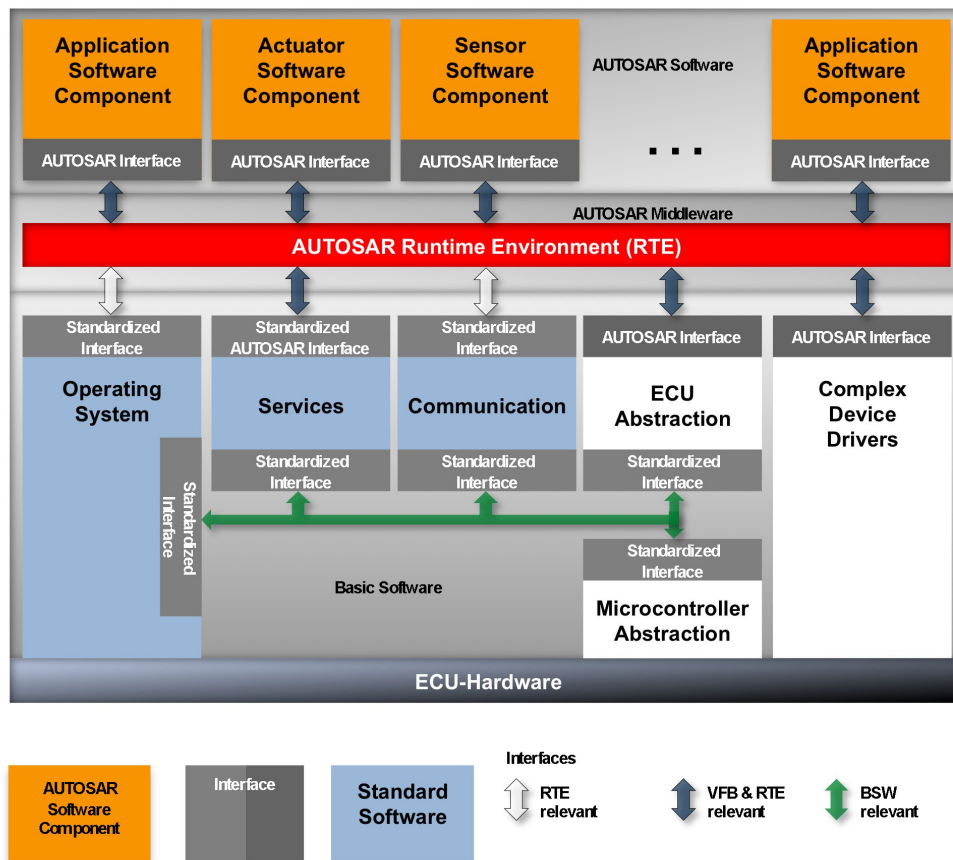 Application
Software
Component
AUTOSAR Interface
Actuator
Software
Component
AUTOSAR Interface
Sensor
Software
Component
AUTOSAR Interface
AUTOSAR Software
. . .
Application
Software
Component
AUTOSAR Interface
AUTOSAR Middleware
AUTOSAR Runtime Environment (RTE)
Standardized
Interface
Operating
System
Standardized
Interface
Standardized
AUTOSAR Interface
Services
Standardized
Interface
Standardized
Interface
Communication
Standardized
Interface
AUTOSAR Interface
ECU
Abstraction
Standardized
Interface
AUTOSAR Interface
Complex
Device
Drivers
Basic Software
Standardized
Interface
Microcontroller
Abstraction
ECU-Hardware
AUTOSAR
Software
Component
Interface
Standard
Software
Interfaces
RTE
relevant
VFB & RTE
relevant
BSW
relevant